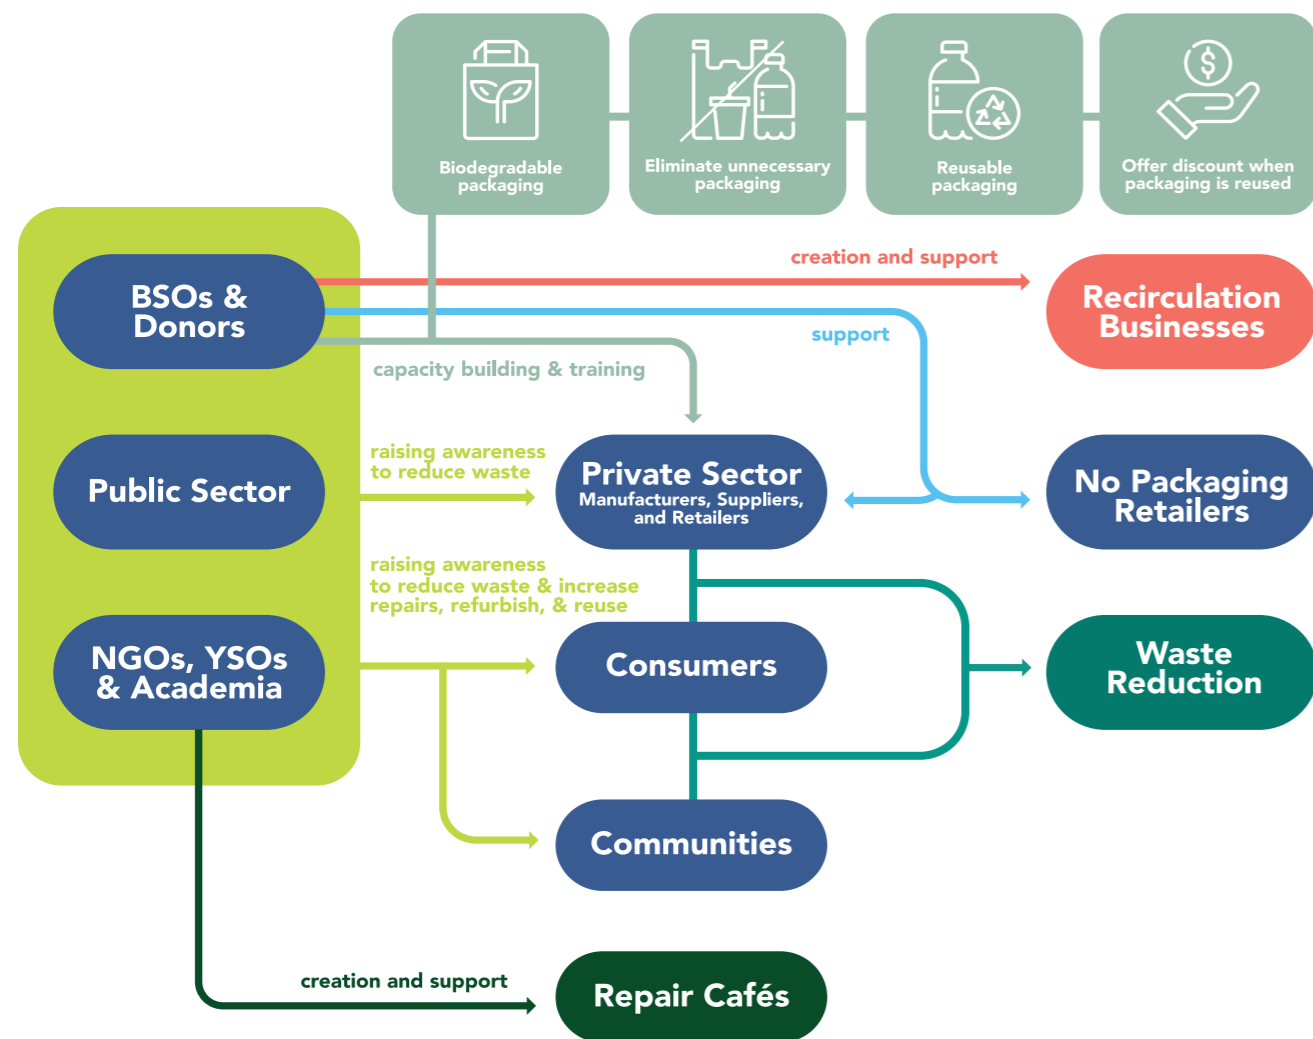 Biodegradable
packaging
Eliminate unnecessary
packaging
Reusable
packaging
Offer discount when
packaging is reused
BSOs &
Donors
creation and support
Recirculation
Businesses
support
capacity building & training
Public Sector
raising awareness
to reduce waste
Private Sector
Manufacturers, Suppliers,
and Retailers
No Packaging
Retailers
raising awareness
to reduce waste & increase
repairs, refurbish, & reuse
NGOs, YSOs
& Academia
Consumers
Waste
Reduction
Communities
creation and support
Repair Cafés